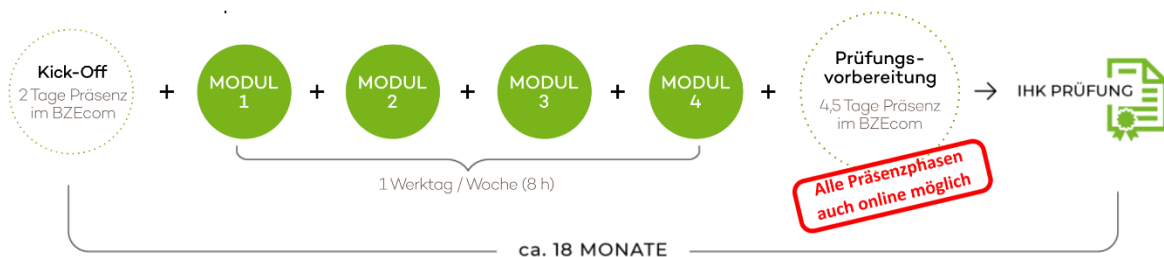 Kick-Off
2 Tage Präsenz
im BZEcom
+
MODUL
1
+
MODUL
2
+
MODUL
3
+
MODUL
4
+
Prüfungs-
vorbereitung
4,5 Tage Präsenz
im BZEcom
→
IHK PRÜFUNG
Alle Präsenzphasen
auch online möglich
1 Werktag / Woche (8 h)
ca. 18 MONATE